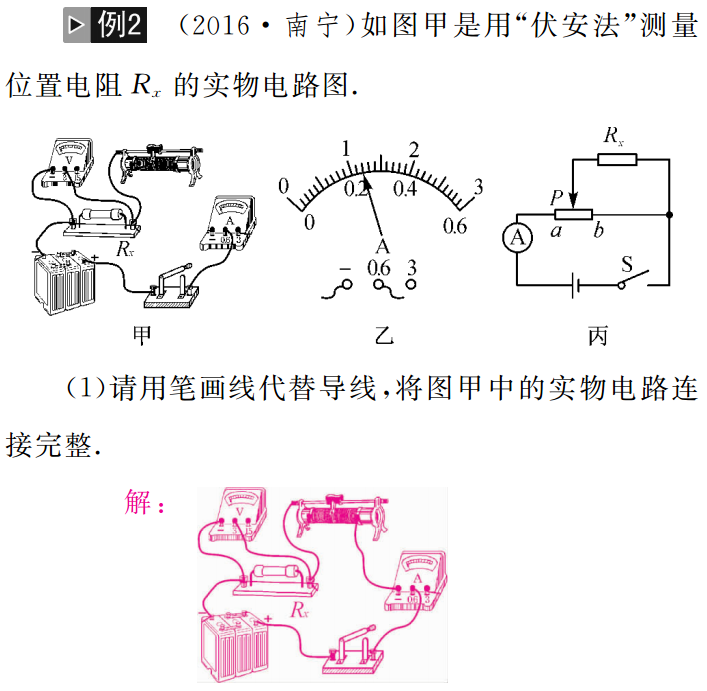 例2 (2016·南宁)如图甲是用“伏安法”测量
位置电阻 Rₓ 的实物电路图.
V
A
- 0.6 3
Rₓ
- +
甲
0 1 2 3
0 0.2 0.4 0.6
A
- 0.6 3
乙
Rₓ
P
a b
A
S
丙
(1)请用笔画线代替导线,将图甲中的实物电路连
接完整.
解:
V
A
- 0.6 3
Rₓ
- +